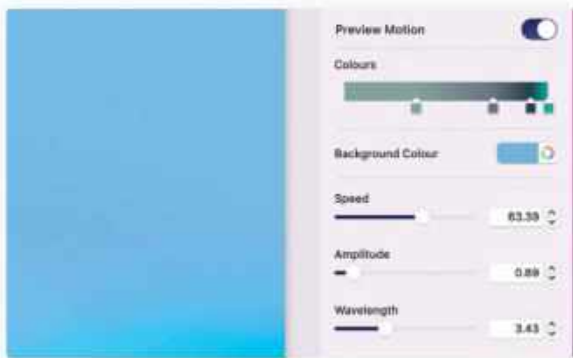 Preview Motion
Colours
Background Colour
Speed
63.39
Amplitude
0.89
Wavelength
3.43